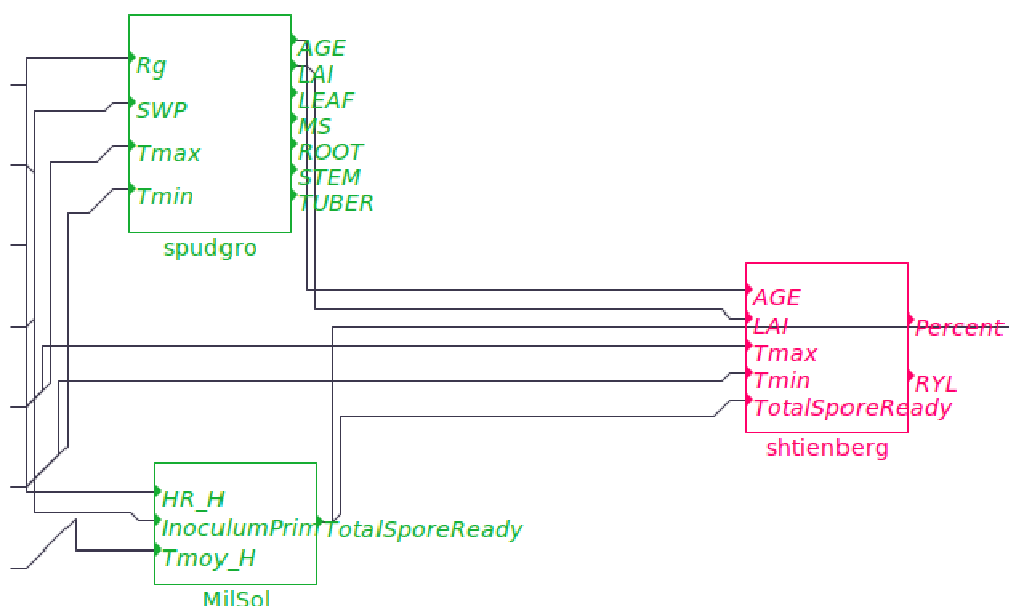 Rg
SWP
Tmax
Tmin
AGE
LAI
LEAF
MS
ROOT
STEM
TUBER
spudgro
AGE
LAI
Tmax
Tmin
TotalSporeReady
Percent
RYL
shtienberg
HR_H
InoculumPrim
Tmoy_H
TotalSporeReady
MilSol